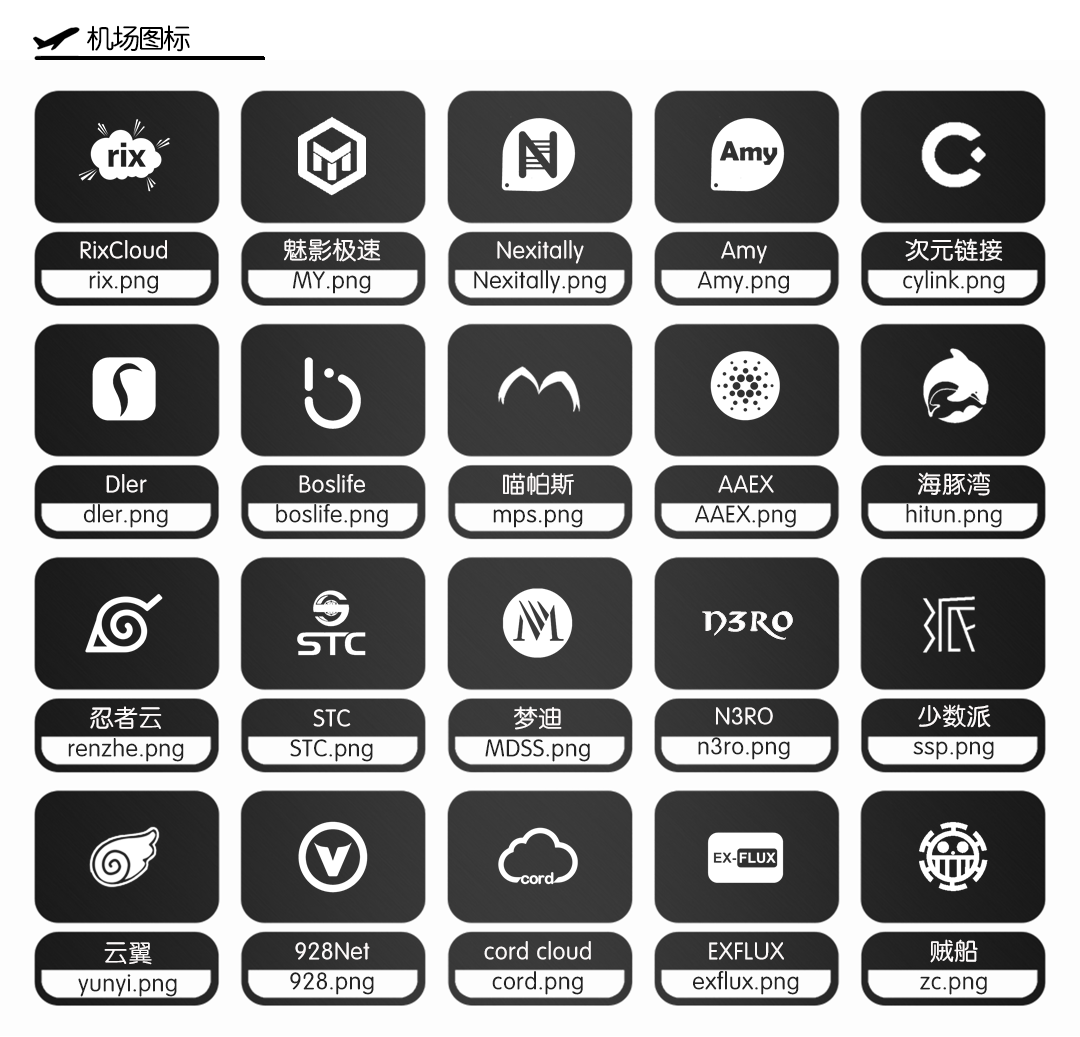 机场图标
rix
Amy
RixCloud
魅影极速
Nexitally
Amy
次元链接
rix.png
MY.png
Nexitally.png
Amy.png
cylink.png
Dler
Boslife
喵帕斯
AAEX
海豚湾
dler.png
boslife.png
mps.png
AAEX.png
hitun.png
STC
n3RO
派
忍者云
STC
梦迪
N3RO
少数派
renzhe.png
STC.png
MDSS.png
n3ro.png
ssp.png
cord
EX-FLUX
云翼
928Net
cord cloud
EXFLUX
贼船
yunyi.png
928.png
cord.png
exflux.png
zc.png